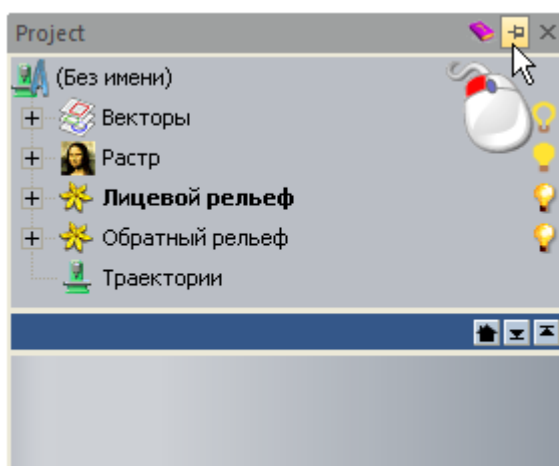 Project
(Без имени)
Векторы
Растр
Лицевой рельеф
Обратный рельеф
Траектории